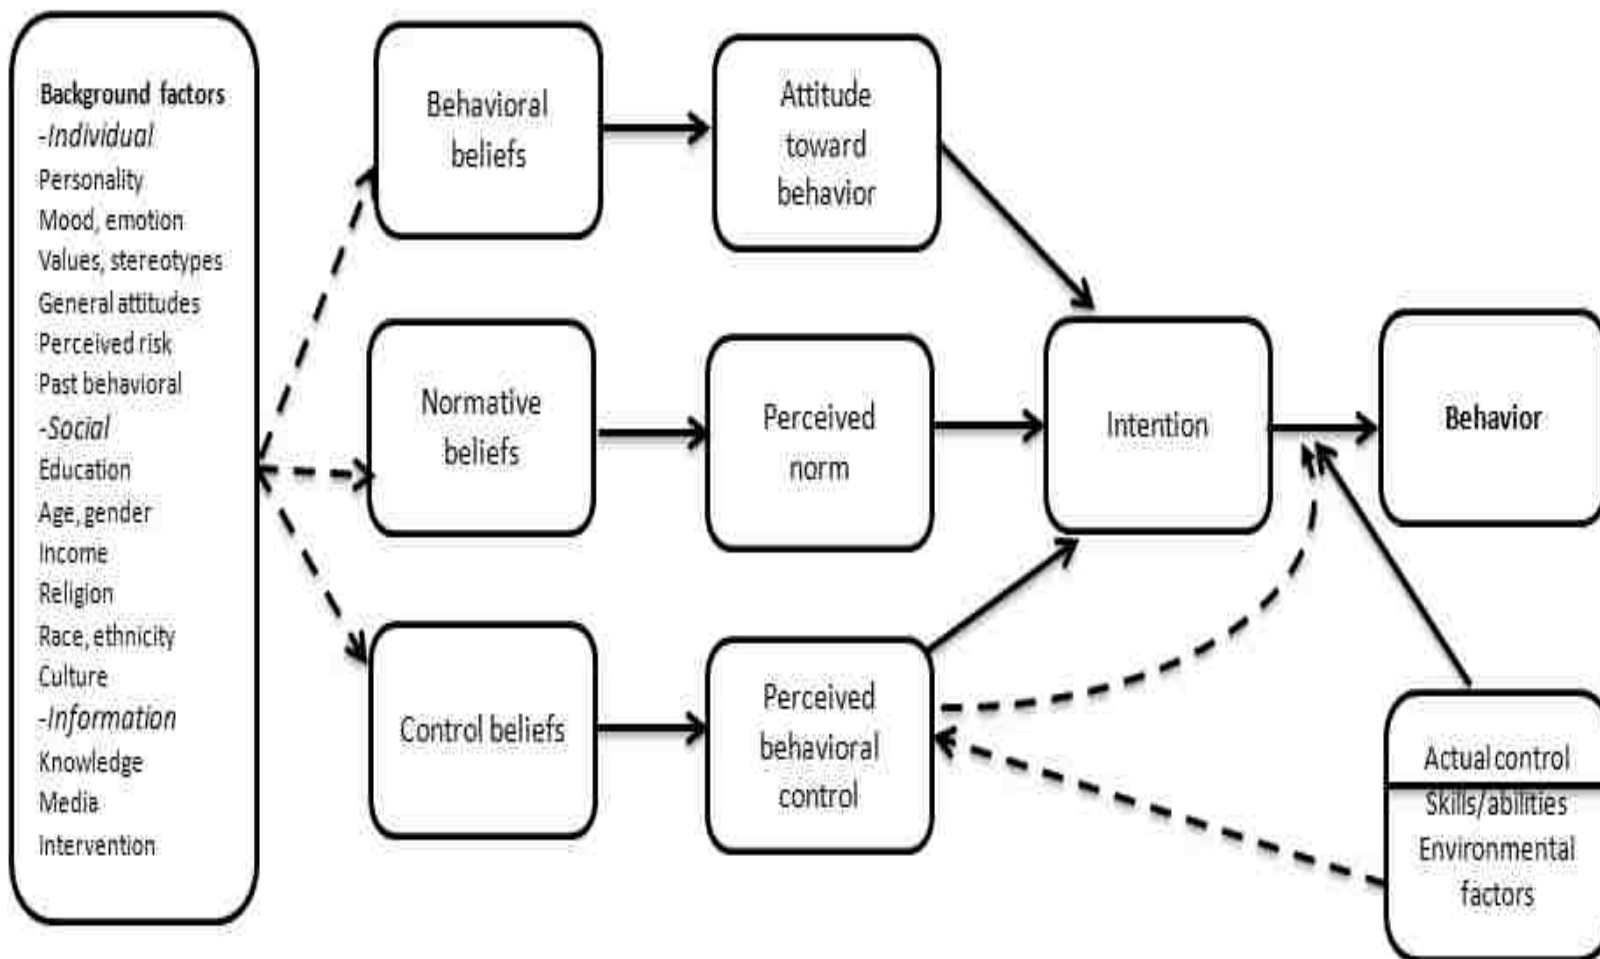 Background factors
-Individual
Personality
Mood, emotion
Values, stereotypes
General attitudes
Perceived risk
Past behavioral
-Social
Education
Age, gender
Income
Religion
Race, ethnicity
Culture
-Information
Knowledge
Media
Intervention
Behavioral
beliefs
Attitude
toward
behavior
Normative
beliefs
Perceived
norm
Intention
Behavior
Control beliefs
Perceived
behavioral
control
Actual control
Skills/abilities
Environmental
factors